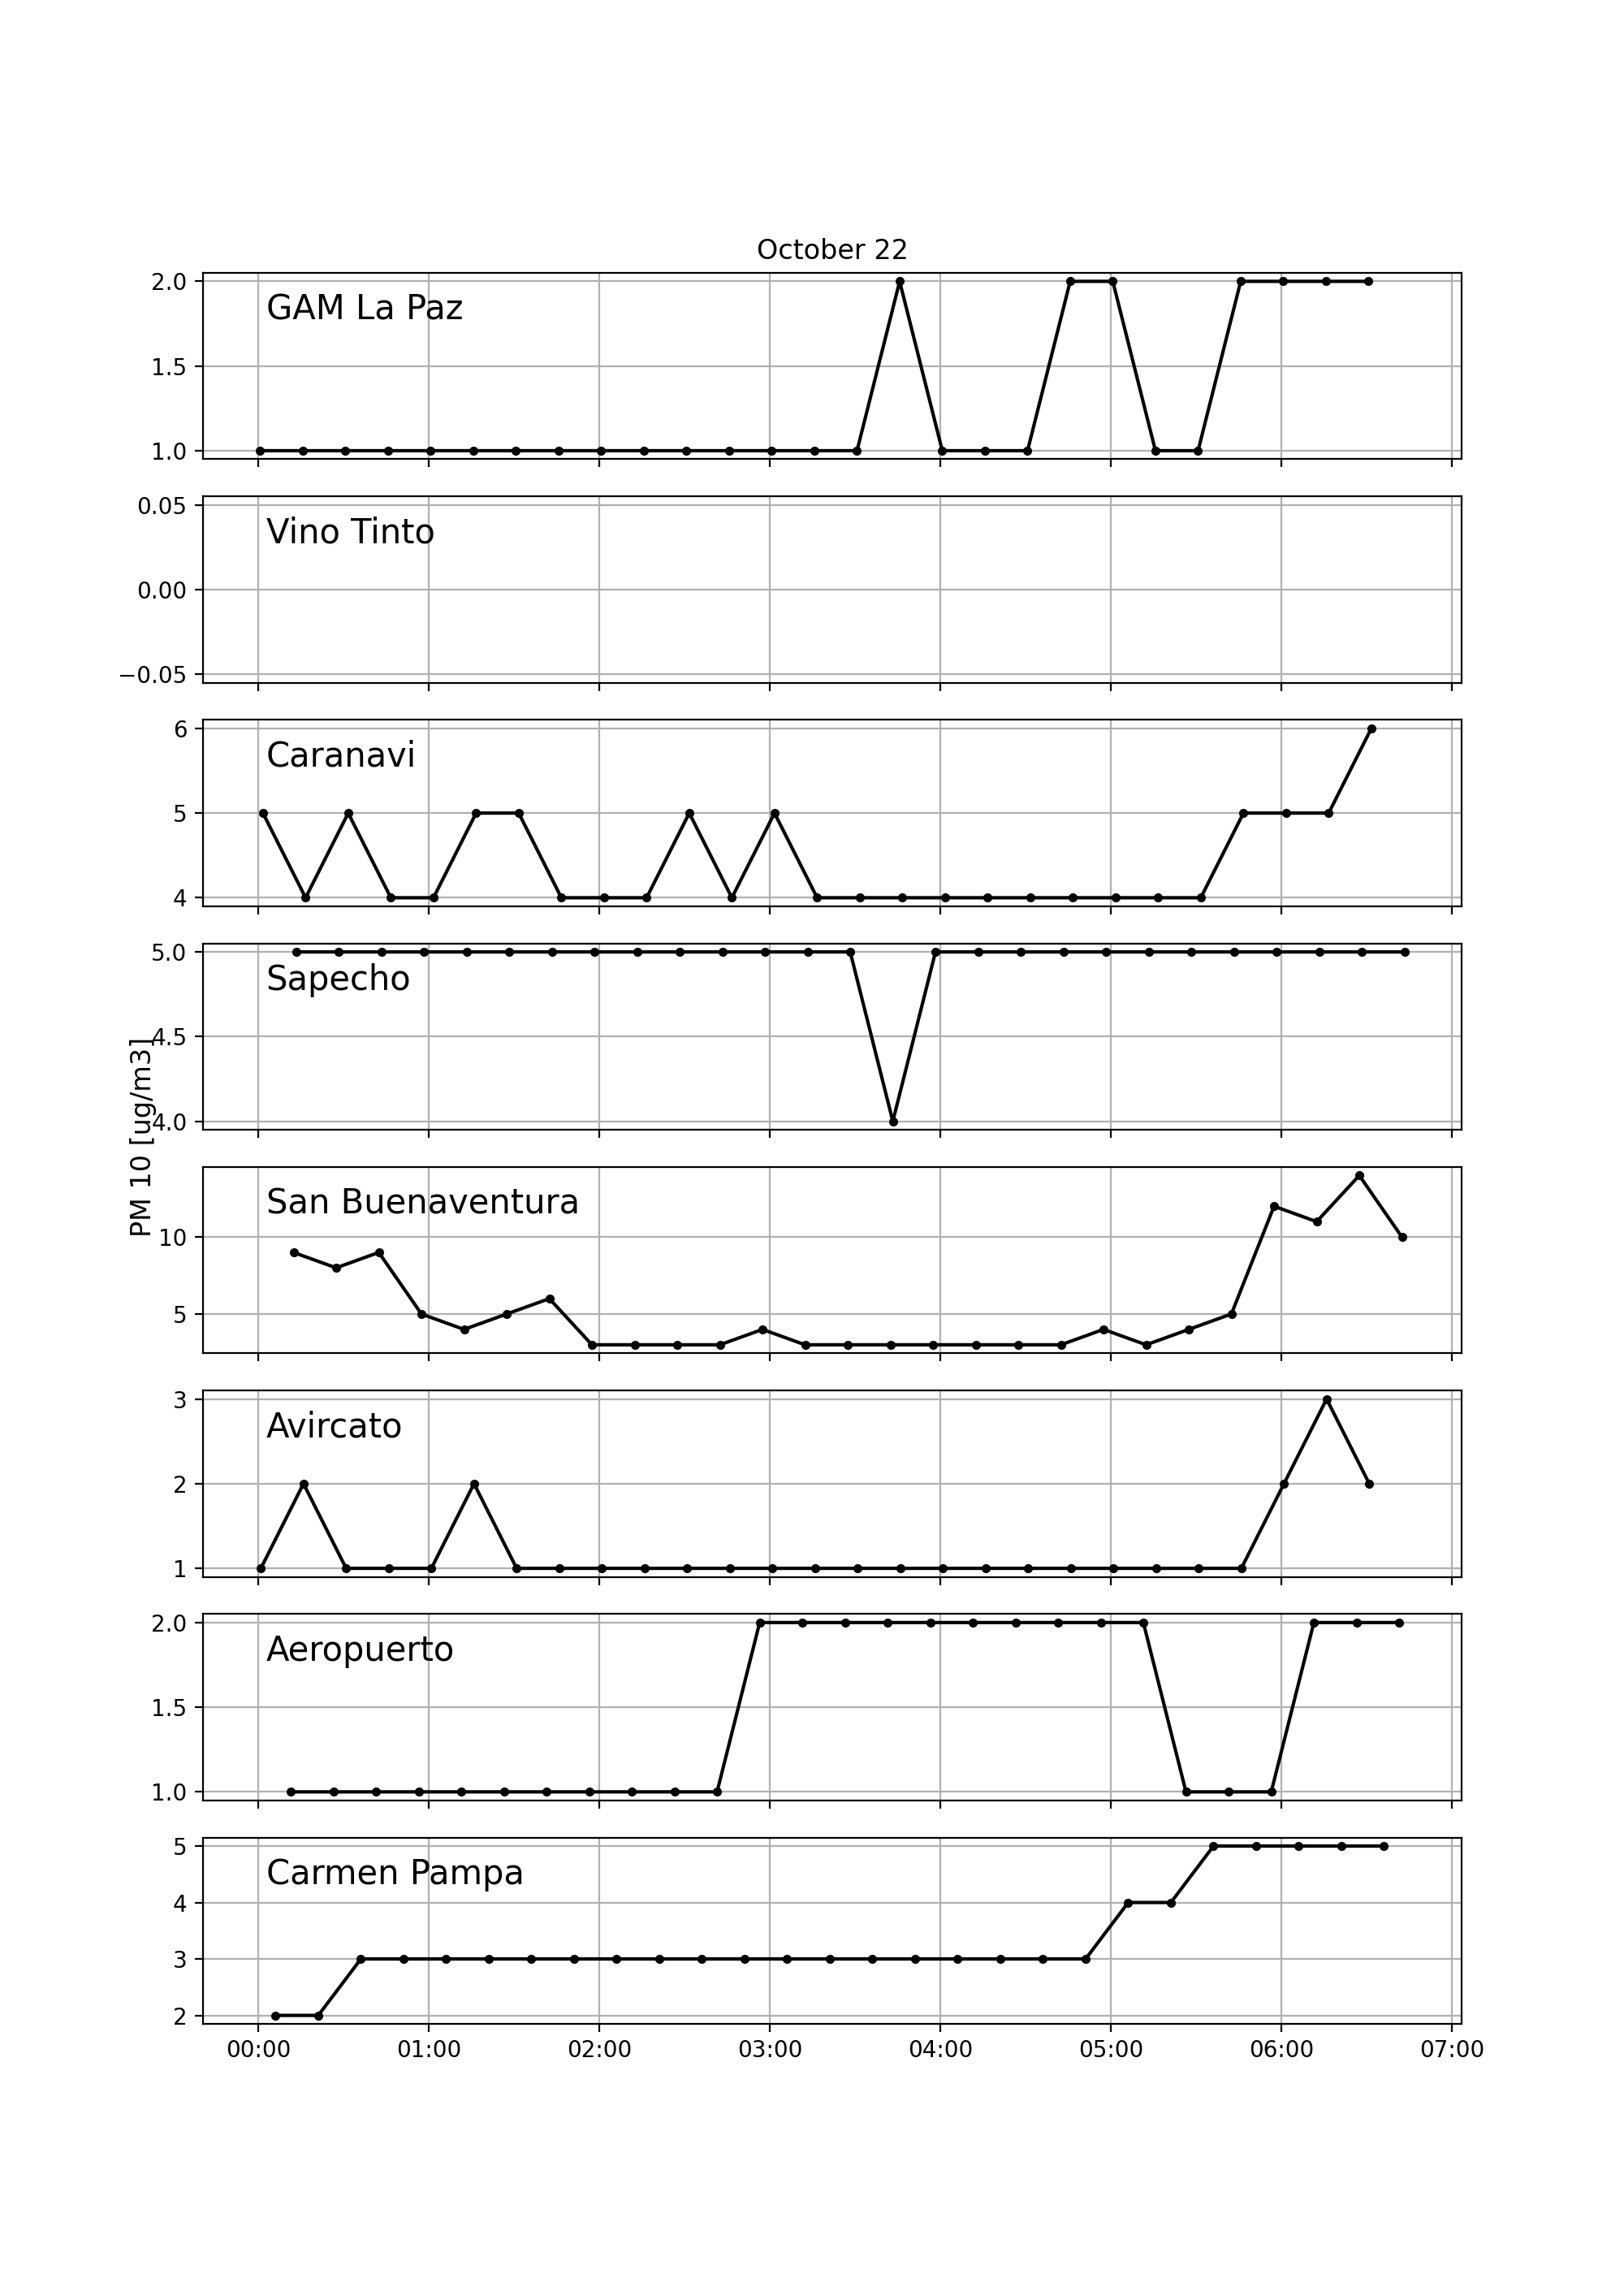 October 22
2.0
GAM La Paz
1.5
1.0
0.05
Vino Tinto
0.00
−0.05
6
Caranavi
5
4
5.0
Sapecho
4.5
4.0
PM 10 [ug/m3]
San Buenaventura
10
5
3
Avircato
2
1
2.0
Aeropuerto
1.5
1.0
5
Carmen Pampa
4
3
2
00:00 01:00 02:00 03:00 04:00 05:00 06:00 07:00